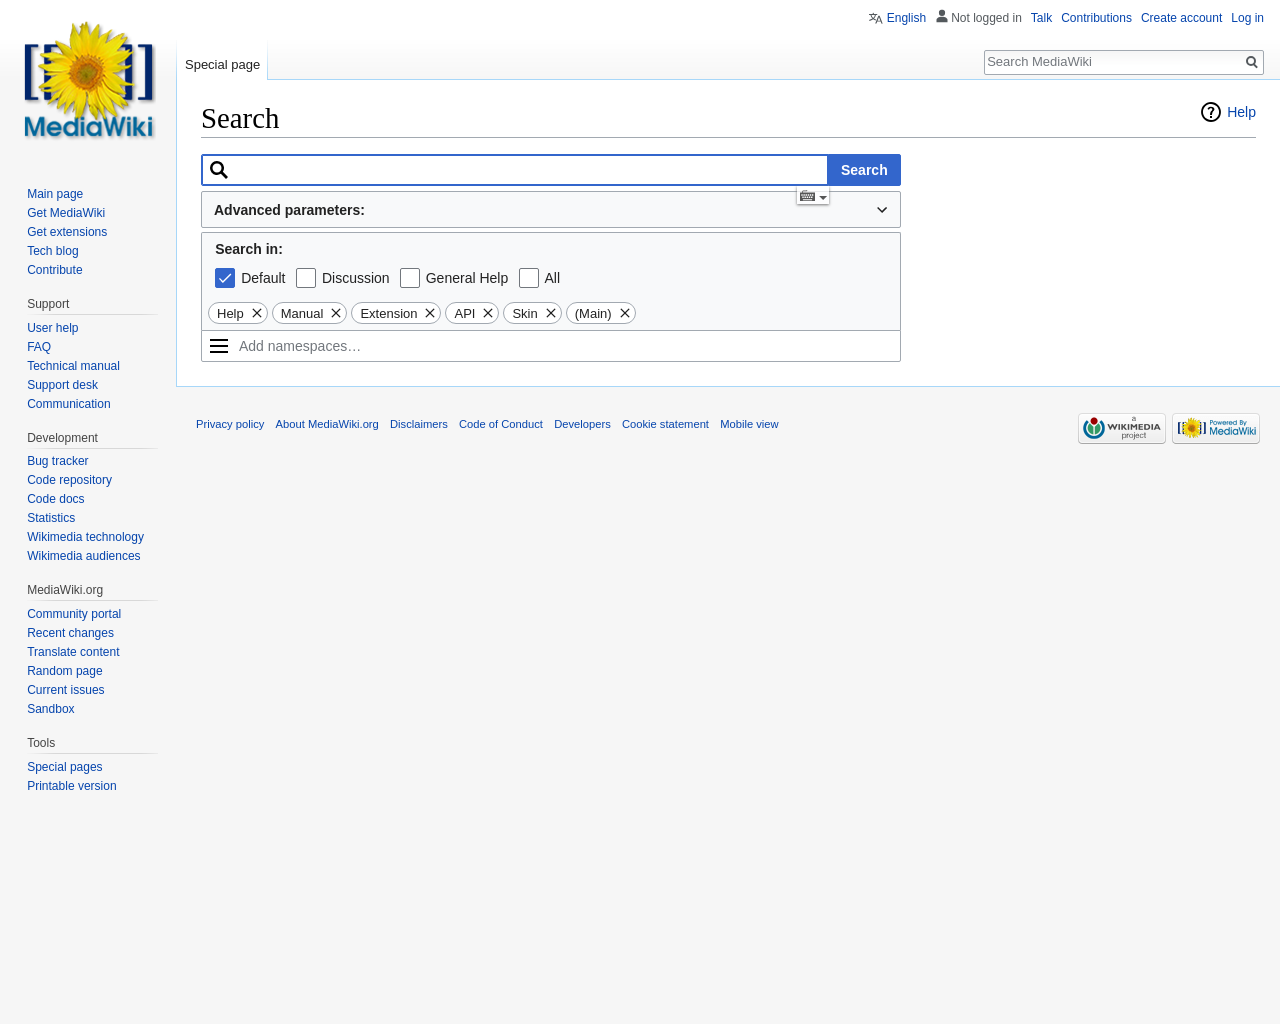 English Not logged in Talk Contributions Create account Log in
Special page
Search MediaWiki
MediaWiki
Search
Help
Search
Advanced parameters:
Search in:
Default Discussion General Help All
Help Manual Extension API Skin (Main)
Add namespaces…
Main page
Get MediaWiki
Get extensions
Tech blog
Contribute
Support
User help
FAQ
Technical manual
Support desk
Communication
Development
Bug tracker
Code repository
Code docs
Statistics
Wikimedia technology
Wikimedia audiences
MediaWiki.org
Community portal
Recent changes
Translate content
Random page
Current issues
Sandbox
Tools
Special pages
Printable version
Privacy policy About MediaWiki.org Disclaimers Code of Conduct Developers Cookie statement Mobile view
a
WIKIMEDIA
project
Powered By
MediaWiki